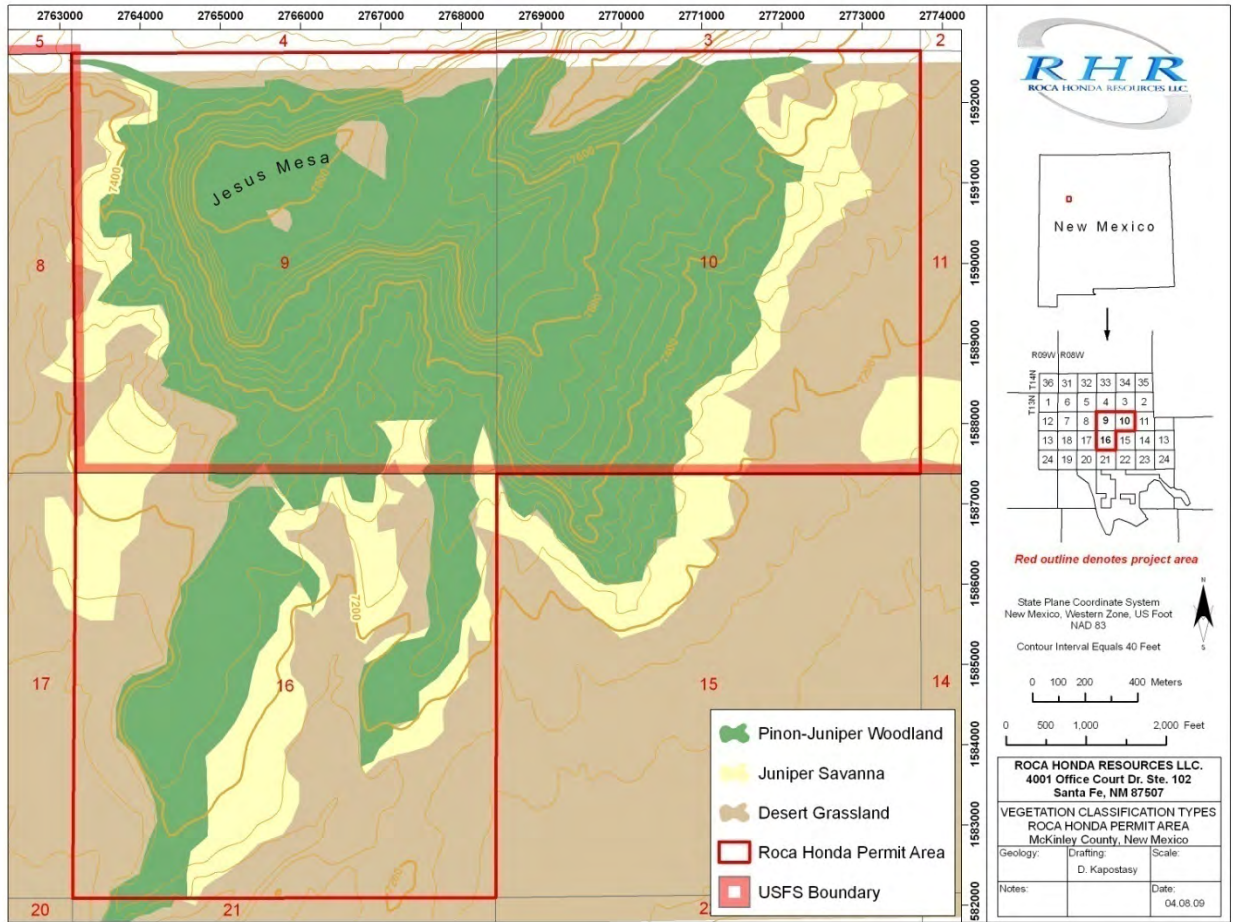 2763000 2764000 2765000 2766000 2767000 2768000 2769000 2770000 2771000 2772000 2773000 2774000
5 4 3 2
1592000
7400
Jesus Mesa
7600
7600
1591000
8 9 10 11
1590000
7600
7400
1589000
7200
1588000
1587000
1586000
7200
1585000
17 16 15 14
1584000
1583000
7200
1582000
20 21
Pinon-Juniper Woodland
Juniper Savanna
Desert Grassland
Roca Honda Permit Area
USFS Boundary
RHR
ROCA HONDA RESOURCES LLC.
New Mexico
R09W R08W
T14N
T13N
36 31 32 33 34 35
1 6 5 4 3 2
12 7 8 9 10 11
13 18 17 16 15 14 13
24 19 20 21 22 23 24
Red outline denotes project area
N
S
State Plane Coordinate System
New Mexico, Western Zone, US Foot
NAD 83
Contour Interval Equals 40 Feet
0 100 200 400 Meters
0 500 1,000 2,000 Feet
ROCA HONDA RESOURCES LLC.
4001 Office Court Dr. Ste. 102
Santa Fe, NM 87507
VEGETATION CLASSIFICATION TYPES
ROCA HONDA PERMIT AREA
McKinley County, New Mexico
Geology:
Drafting:
D. Kapostasy
Scale:
Notes:
Date:
04.08.09